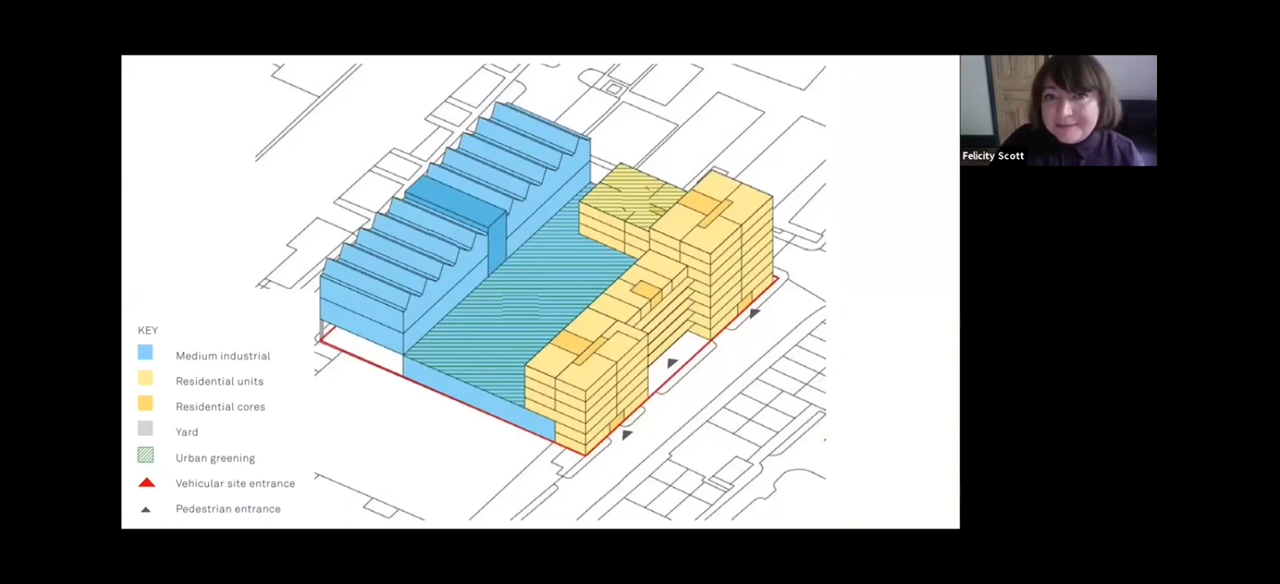 Felicity Scott
KEY
Medium industrial
Residential units
Residential cores
Yard
Urban greening
Vehicular site entrance
Pedestrian entrance